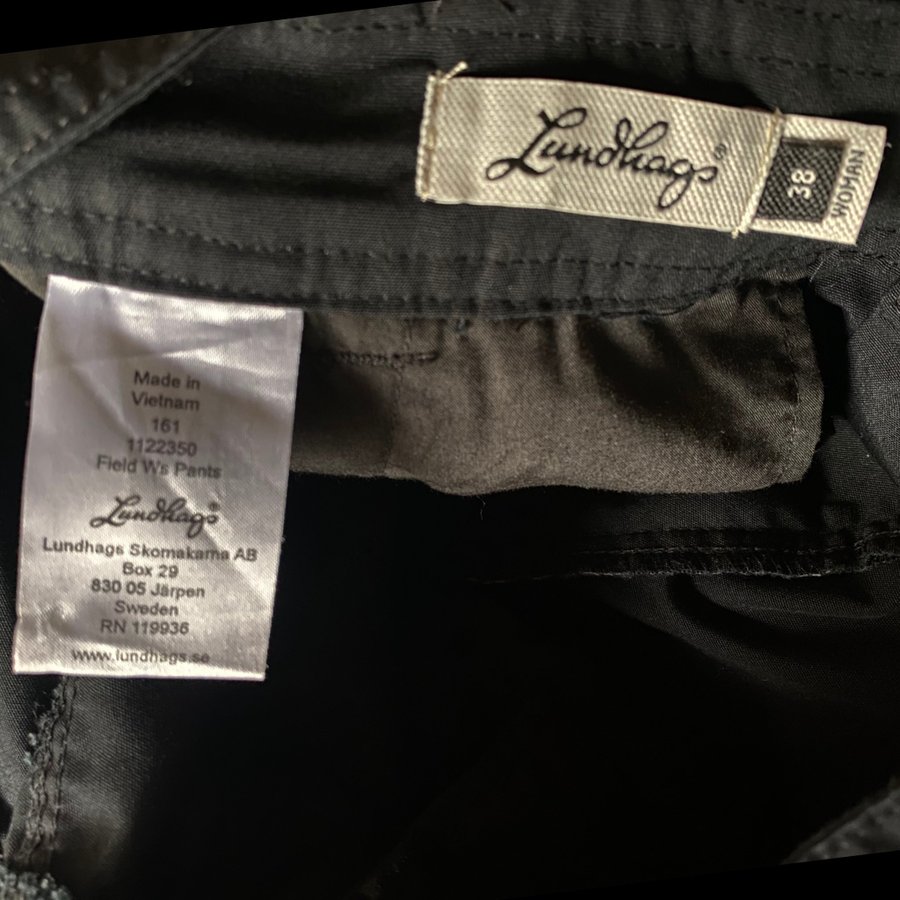 Lundhags®
38
WOMAN
Made in
Vietnam
161
1122350
Field Ws Pants
Lundhags®
Lundhags Skomakarna AB
Box 29
830 05 Järpen
Sweden
RN 119936
www.lundhags.se